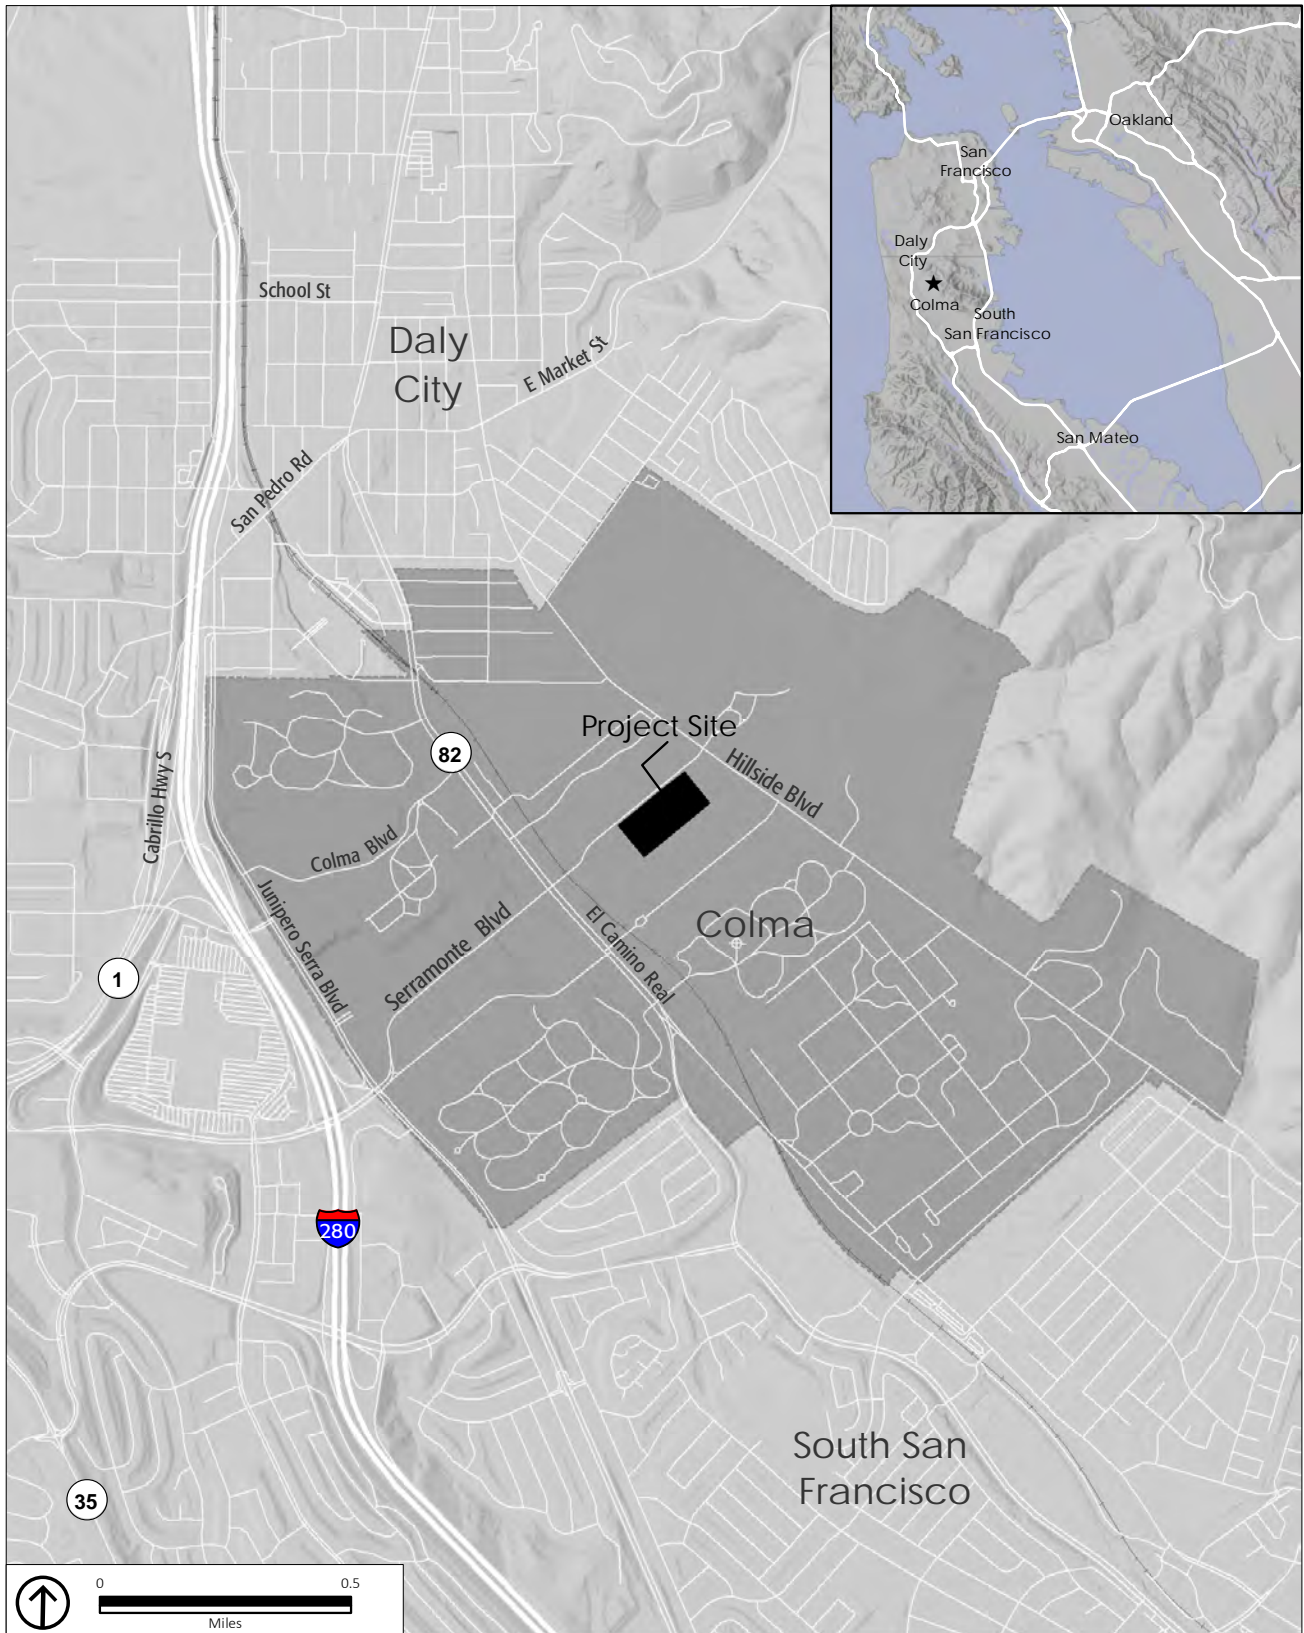 Oakland
San
Francisco
Daly
City
Colma
South
San Francisco
San Mateo
School St
Daly
City
E Market St
San Pedro Rd
Project Site
82
Hillside Blvd
Cabrillo Hwy S
Colma Blvd
Junipero Serra Blvd
Serramonte Blvd
El Camino Real
Colma
1
280
South San
Francisco
35
0 0.5
Miles